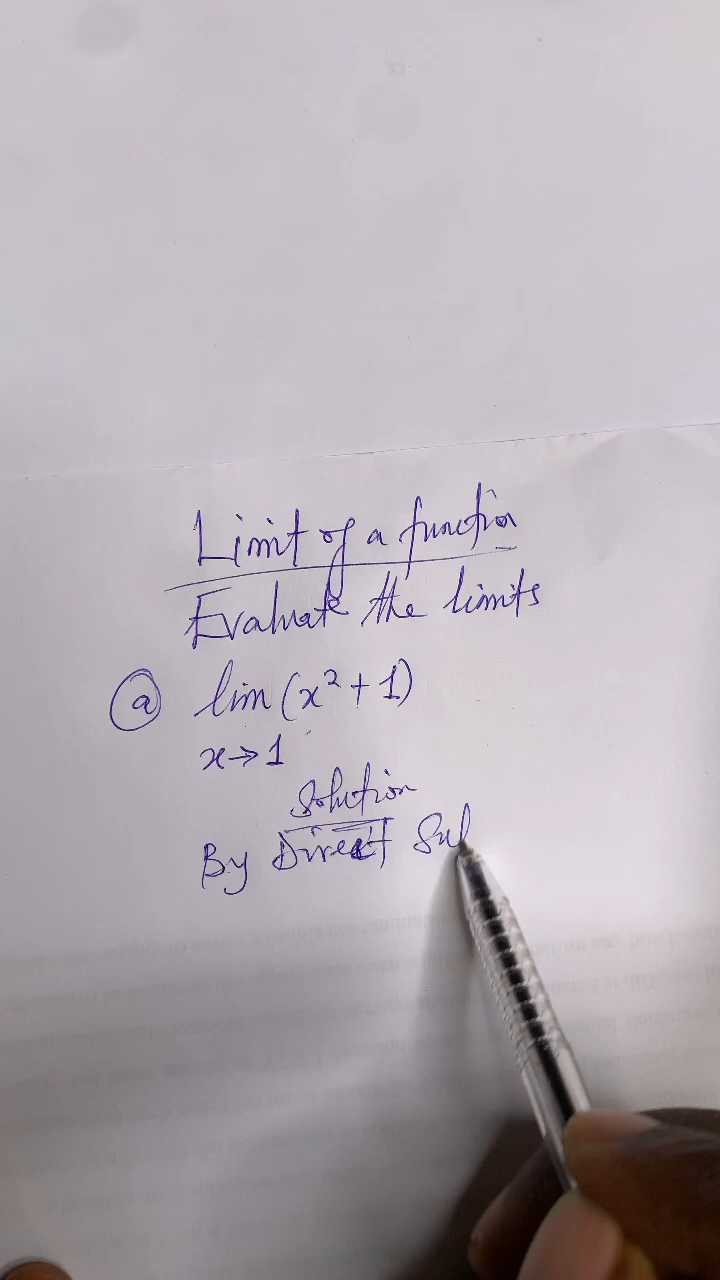 Limit of a function
Evaluate the limits
(a) lim (x² + 1)
x→1
Solution
By Direct Sub